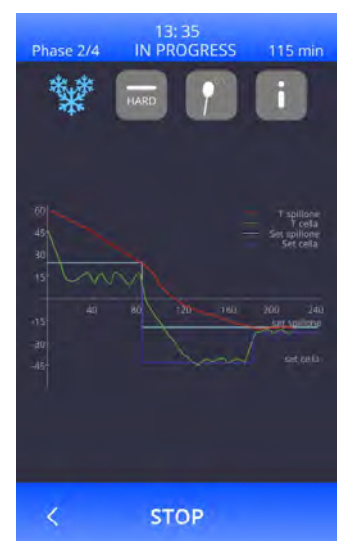 13: 35
Phase 2/4 IN PROGRESS 115 min
HARD
i
60
45
30
15
-15
-30
-45
40 80 120 160 200 240
T spillone
T cella
Set spillone
Set cella
set spillone
set cella
STOP